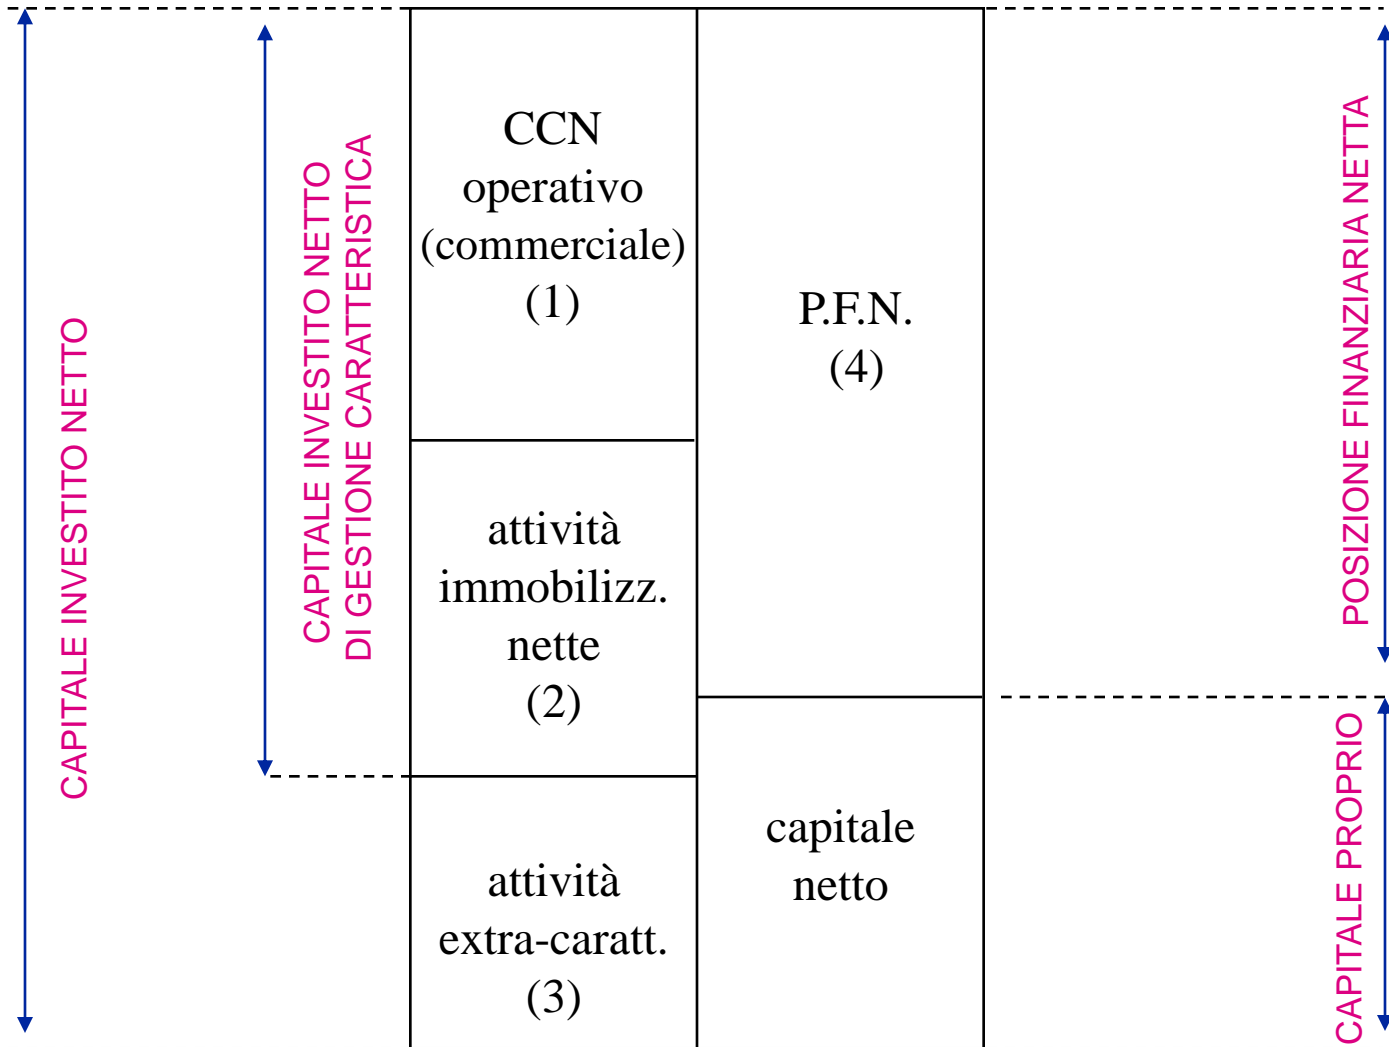 CAPITALE INVESTITO NETTO
CAPITALE INVESTITO NETTO
DI GESTIONE CARATTERISTICA
CCN
operativo
(commerciale)
(1)
attività
immobilizz.
nette
(2)
attività
extra-caratt.
(3)
P.F.N.
(4)
capitale
netto
POSIZIONE FINANZIARIA NETTA
CAPITALE PROPRIO